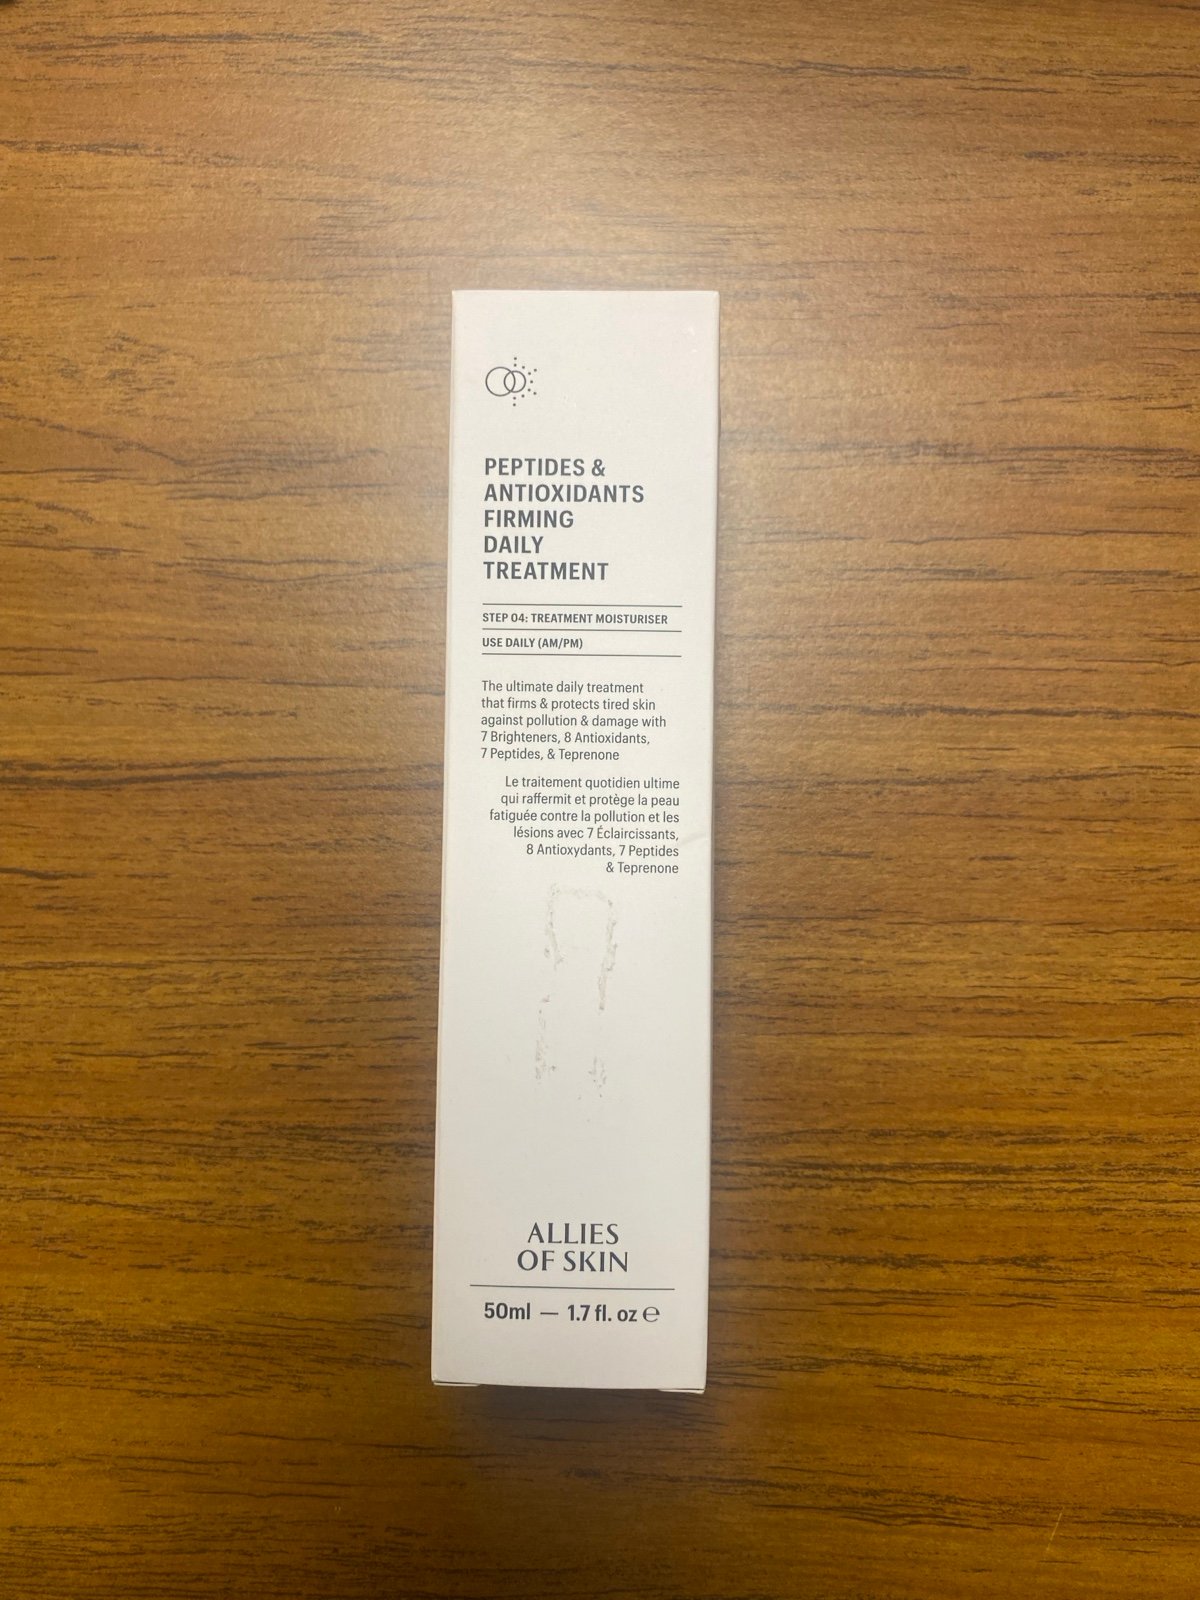 PEPTIDES &
ANTIOXIDANTS
FIRMING
DAILY
TREATMENT
STEP 04: TREATMENT MOISTURISER
USE DAILY (AM/PM)
The ultimate daily treatment
that firms & protects tired skin
against pollution & damage with
7 Brighteners, 8 Antioxidants,
7 Peptides, & Teprenone
Le traitement quotidien ultime
qui raffermit et protège la peau
fatiguée contre la pollution et les
lésions avec 7 Éclaircissants,
8 Antioxydants, 7 Peptides
& Teprenone
ALLIES
OF SKIN
50ml — 1.7 fl. oz ℮